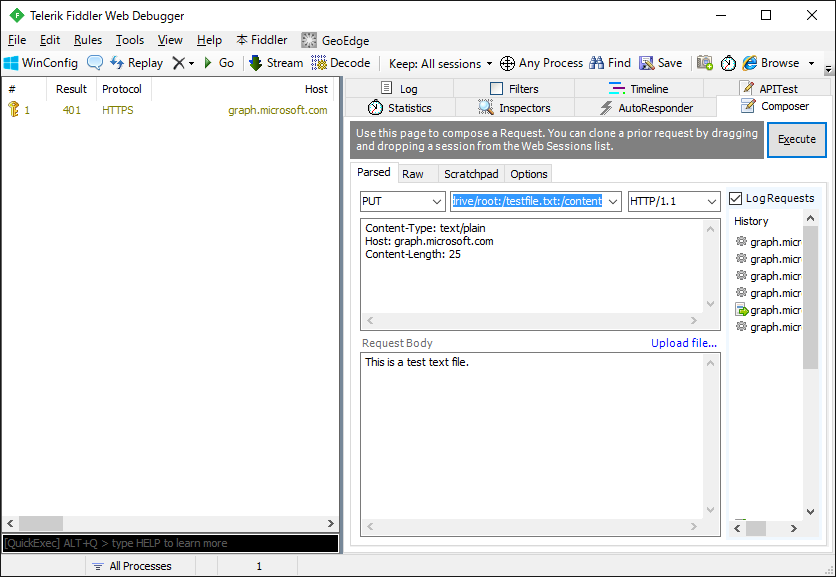 Telerik Fiddler Web Debugger
File Edit Rules Tools View Help 本 Fiddler GeoEdge
WinConfig Replay Go Stream Decode Keep: All sessions Any Process Find Save Browse
# Result Protocol Host
1 401 HTTPS graph.microsoft.com
[QuickExec] ALT+Q > type HELP to learn more
All Processes 1
Log Filters Timeline APITest
Statistics Inspectors AutoResponder Composer
Use this page to compose a Request. You can clone a prior request by dragging
and dropping a session from the Web Sessions list.
Execute
Parsed Raw Scratchpad Options
PUT drive/root:/testfile.txt:/content HTTP/1.1
Content-Type: text/plain
Host: graph.microsoft.com
Content-Length: 25
Request Body Upload file...
This is a test text file.
Log Requests
History
graph.micr
graph.micr
graph.micr
graph.micr
graph.micr
graph.micr